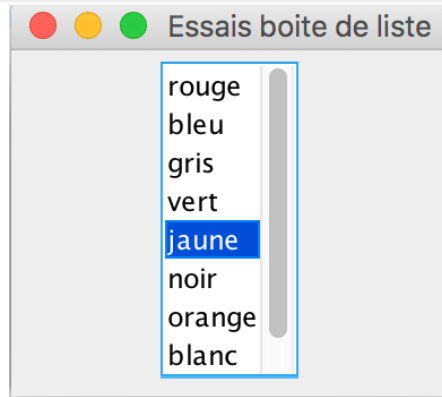 Essais boite de liste
rouge
bleu
gris
vert
jaune
noir
orange
blanc